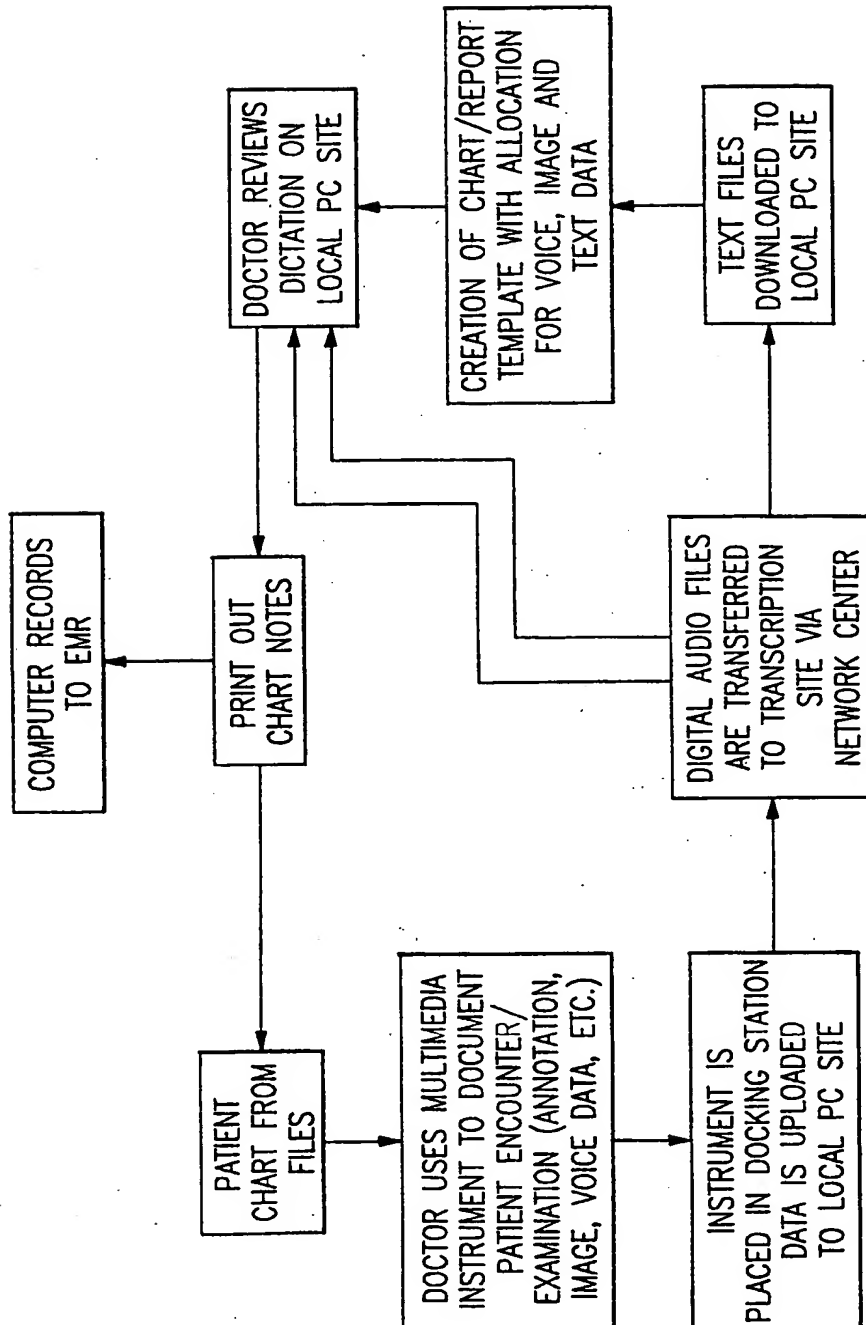 COMPUTER RECORDS
TO EMR
PRINT OUT
CHART NOTES
DOCTOR REVIEWS
DICTATION ON
LOCAL PC SITE
PATIENT
CHART FROM
FILES
DOCTOR USES MULTIMEDIA
INSTRUMENT TO DOCUMENT
PATIENT ENCOUNTER/
EXAMINATION (ANNOTATION,
IMAGE, VOICE DATA, ETC.)
INSTRUMENT IS
PLACED IN DOCKING STATION
DATA IS UPLOADED
TO LOCAL PC SITE
DIGITAL AUDIO FILES
ARE TRANSFERRED
TO TRANSCRIPTION
SITE VIA
NETWORK CENTER
TEXT FILES
DOWNLOADED TO
LOCAL PC SITE
CREATION OF CHART/REPORT
TEMPLATE WITH ALLOCATION
FOR VOICE, IMAGE AND
TEXT DATA